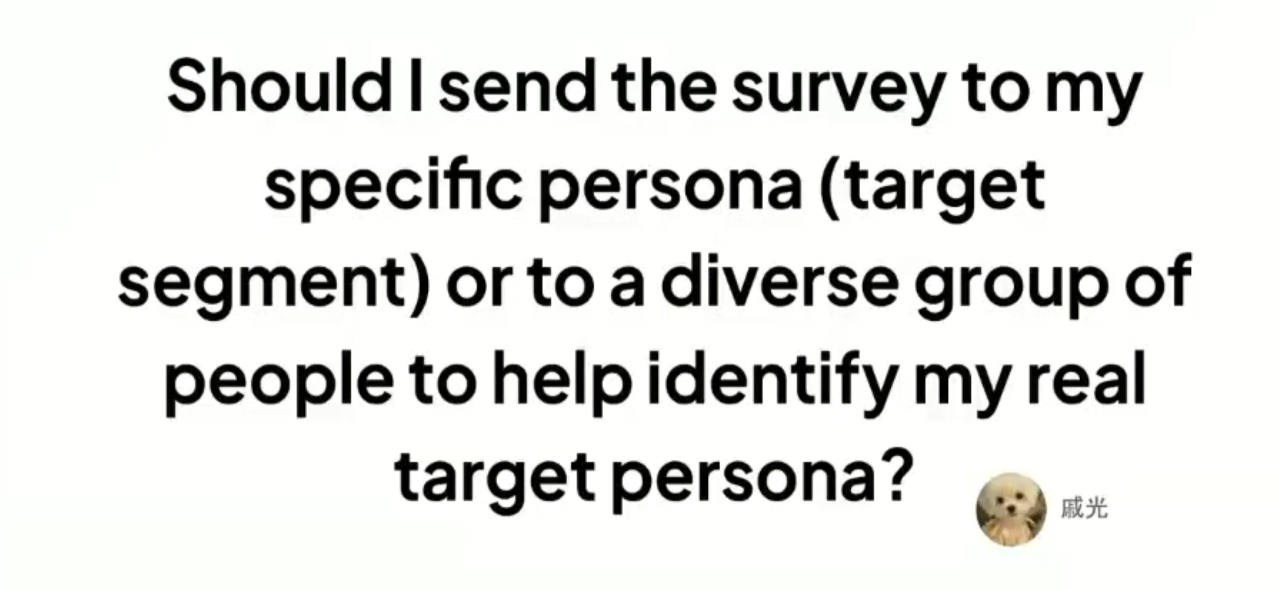 Should I send the survey to my
specific persona (target
segment) or to a diverse group of
people to help identify my real
target persona?
戚光